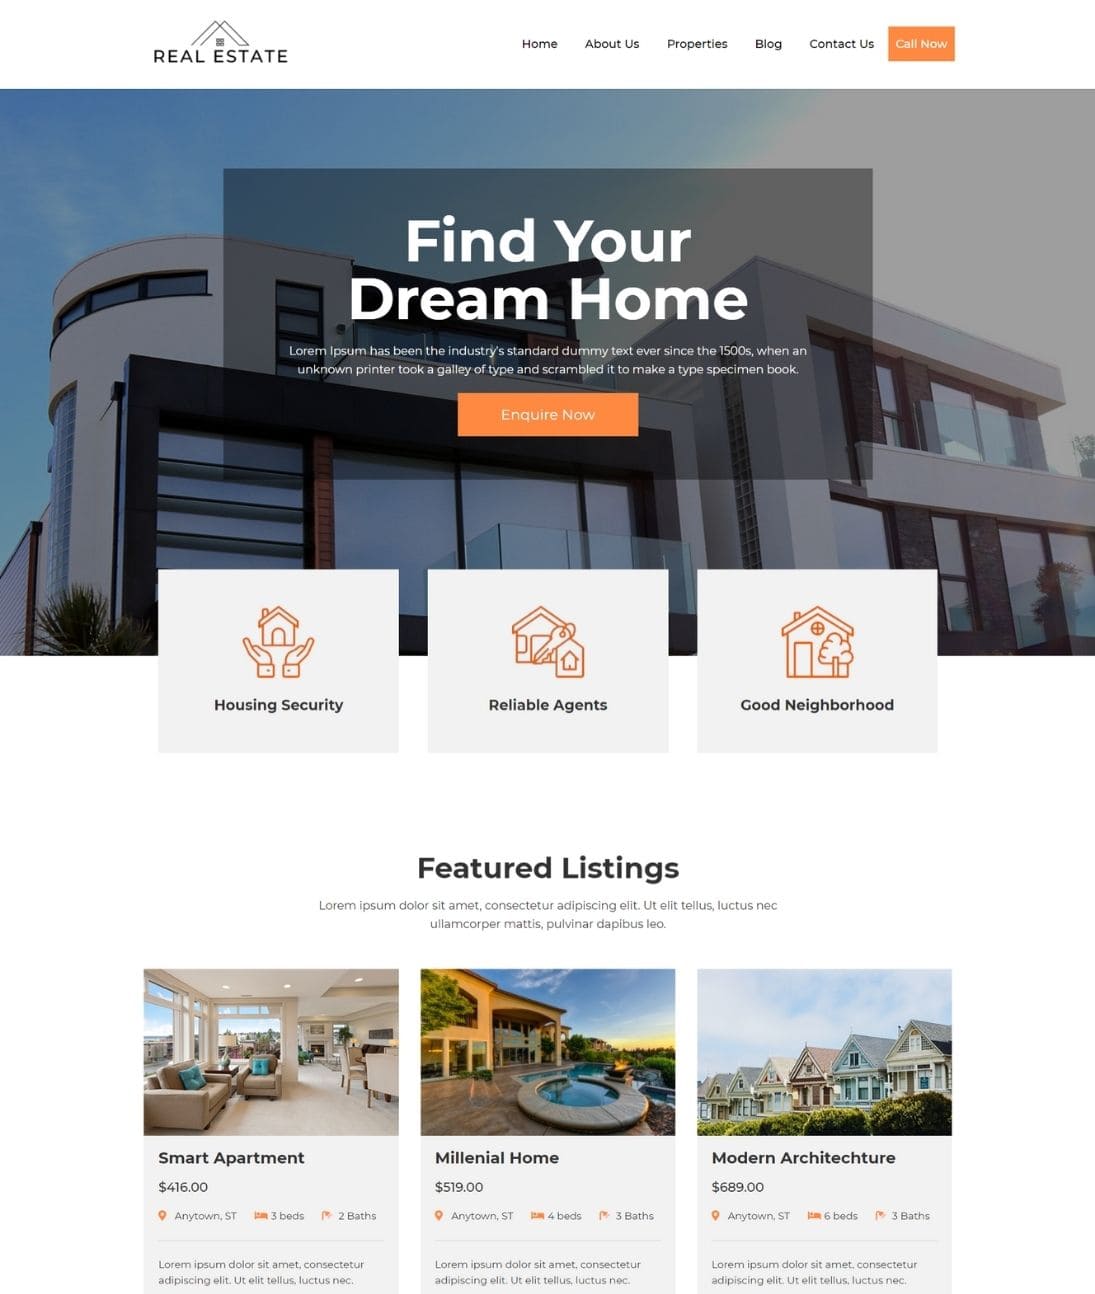 REAL ESTATE
Home About Us Properties Blog Contact Us Call Now
Find Your
Dream Home
Lorem Ipsum has been the industry's standard dummy text ever since the 1500s, when an
unknown printer took a galley of type and scrambled it to make a type specimen book.
Enquire Now
Housing Security
Reliable Agents
Good Neighborhood
Featured Listings
Lorem ipsum dolor sit amet, consectetur adipiscing elit. Ut elit tellus, luctus nec
ullamcorper mattis, pulvinar dapibus leo.
Smart Apartment
$416.00
Anytown, ST 3 beds 2 Baths
Lorem ipsum dolor sit amet, consectetur
adipiscing elit. Ut elit tellus, luctus nec.
Millenial Home
$519.00
Anytown, ST 4 beds 3 Baths
Lorem ipsum dolor sit amet, consectetur
adipiscing elit. Ut elit tellus, luctus nec.
Modern Architechture
$689.00
Anytown, ST 6 beds 3 Baths
Lorem ipsum dolor sit amet, consectetur
adipiscing elit. Ut elit tellus, luctus nec.